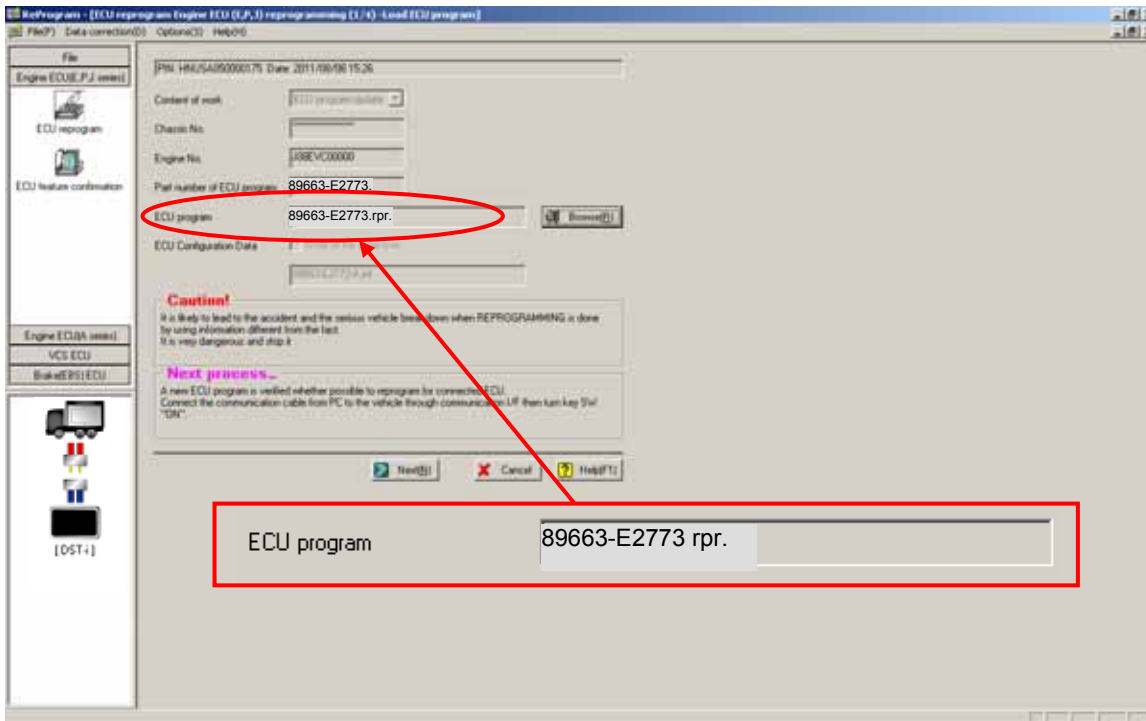 ReProgram - [ECU reprogram Engine ECU (E,P,J) reprogramming (1/4) -Load ECU program]
File(F) Data correction(D) Options(S) Help(H)
File
Engine ECU(E,P,J series)
ECU reprogram
ECU feature confirmation
Engine ECU(A series)
VCS ECU
Brake(EBS)ECU
[DST-i]
Date: 2011/08/06 15:26
Content of work
ECU program update
Chassis No.
Engine No.
Part number of ECU program
89663-E2773.
ECU program
89663-E2773.rpr.
Browse(R)
ECU Configuration Data
Caution!
It is likely to lead to the accident and the serious vehicle breakdown when REPROGRAMMING is done
by using information different from the fact.
It is very dangerous and stop it
Next process...
A new ECU program is verified whether possible to reprogram for connected ECU.
Connect the communication cable from PC to the vehicle through communication I/F then turn key SW
"ON".
Next(N)
Cancel
Help(F1)
ECU program
89663-E2773 rpr.